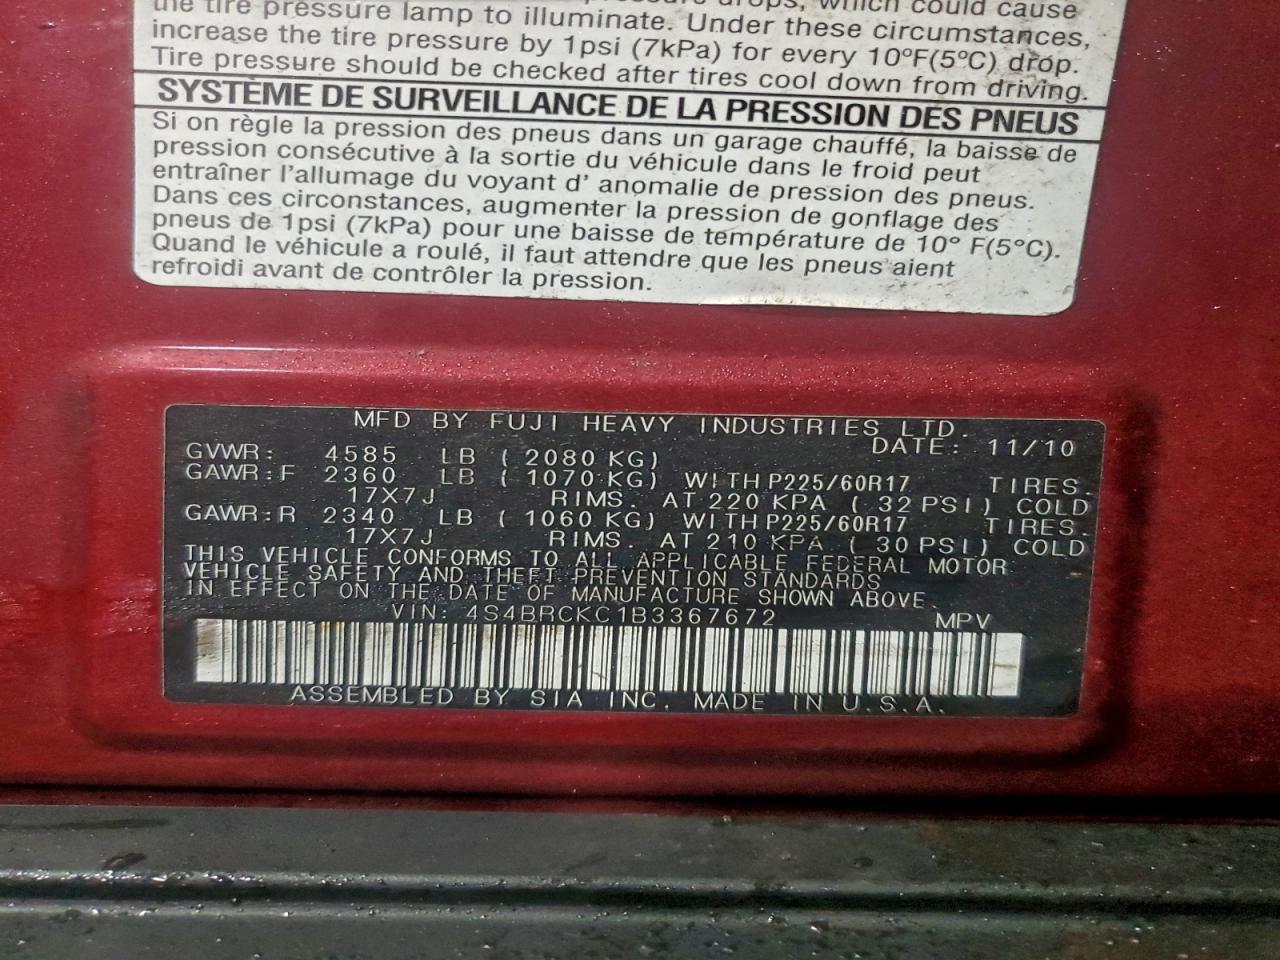 drops, which could cause
the tire pressure lamp to illuminate. Under these circumstances,
increase the tire pressure by 1psi (7kPa) for every 10ºF(5ºC) drop.
Tire pressure should be checked after tires cool down from driving.
SYSTÈME DE SURVEILLANCE DE LA PRESSION DES PNEUS
Si on règle la pression des pneus dans un garage chauffé, la baisse de
pression consécutive à la sortie du véhicule dans le froid peut
entraîner l'allumage du voyant d' anomalie de pression des pneus.
Dans ces circonstances, augmenter la pression de gonflage des
pneus de 1psi (7kPa) pour une baisse de température de 10° F(5°C).
Quand le véhicule a roulé, il faut attendre que les pneus aient
refroidi avant de contrôler la pression.
MFD BY FUJI HEAVY INDUSTRIES LTD.
DATE: 11/10
GVWR: 4585 LB ( 2080 KG)
GAWR:F 2360 LB ( 1070 KG) WITH P225/60R17 TIRES.
17X7J RIMS. AT 220 KPA ( 32 PSI) COLD
GAWR:R 2340 LB ( 1060 KG) WITH P225/60R17 TIRES.
17X7J RIMS. AT 210 KPA ( 30 PSI) COLD
THIS VEHICLE CONFORMS TO ALL APPLICABLE FEDERAL MOTOR
VEHICLE SAFETY AND THEFT PREVENTION STANDARDS
IN EFFECT ON THE DATE OF MANUFACTURE SHOWN ABOVE.
VIN: 4S4BRCKC1B3367672 MPV
ASSEMBLED BY SIA INC. MADE IN U.S.A.